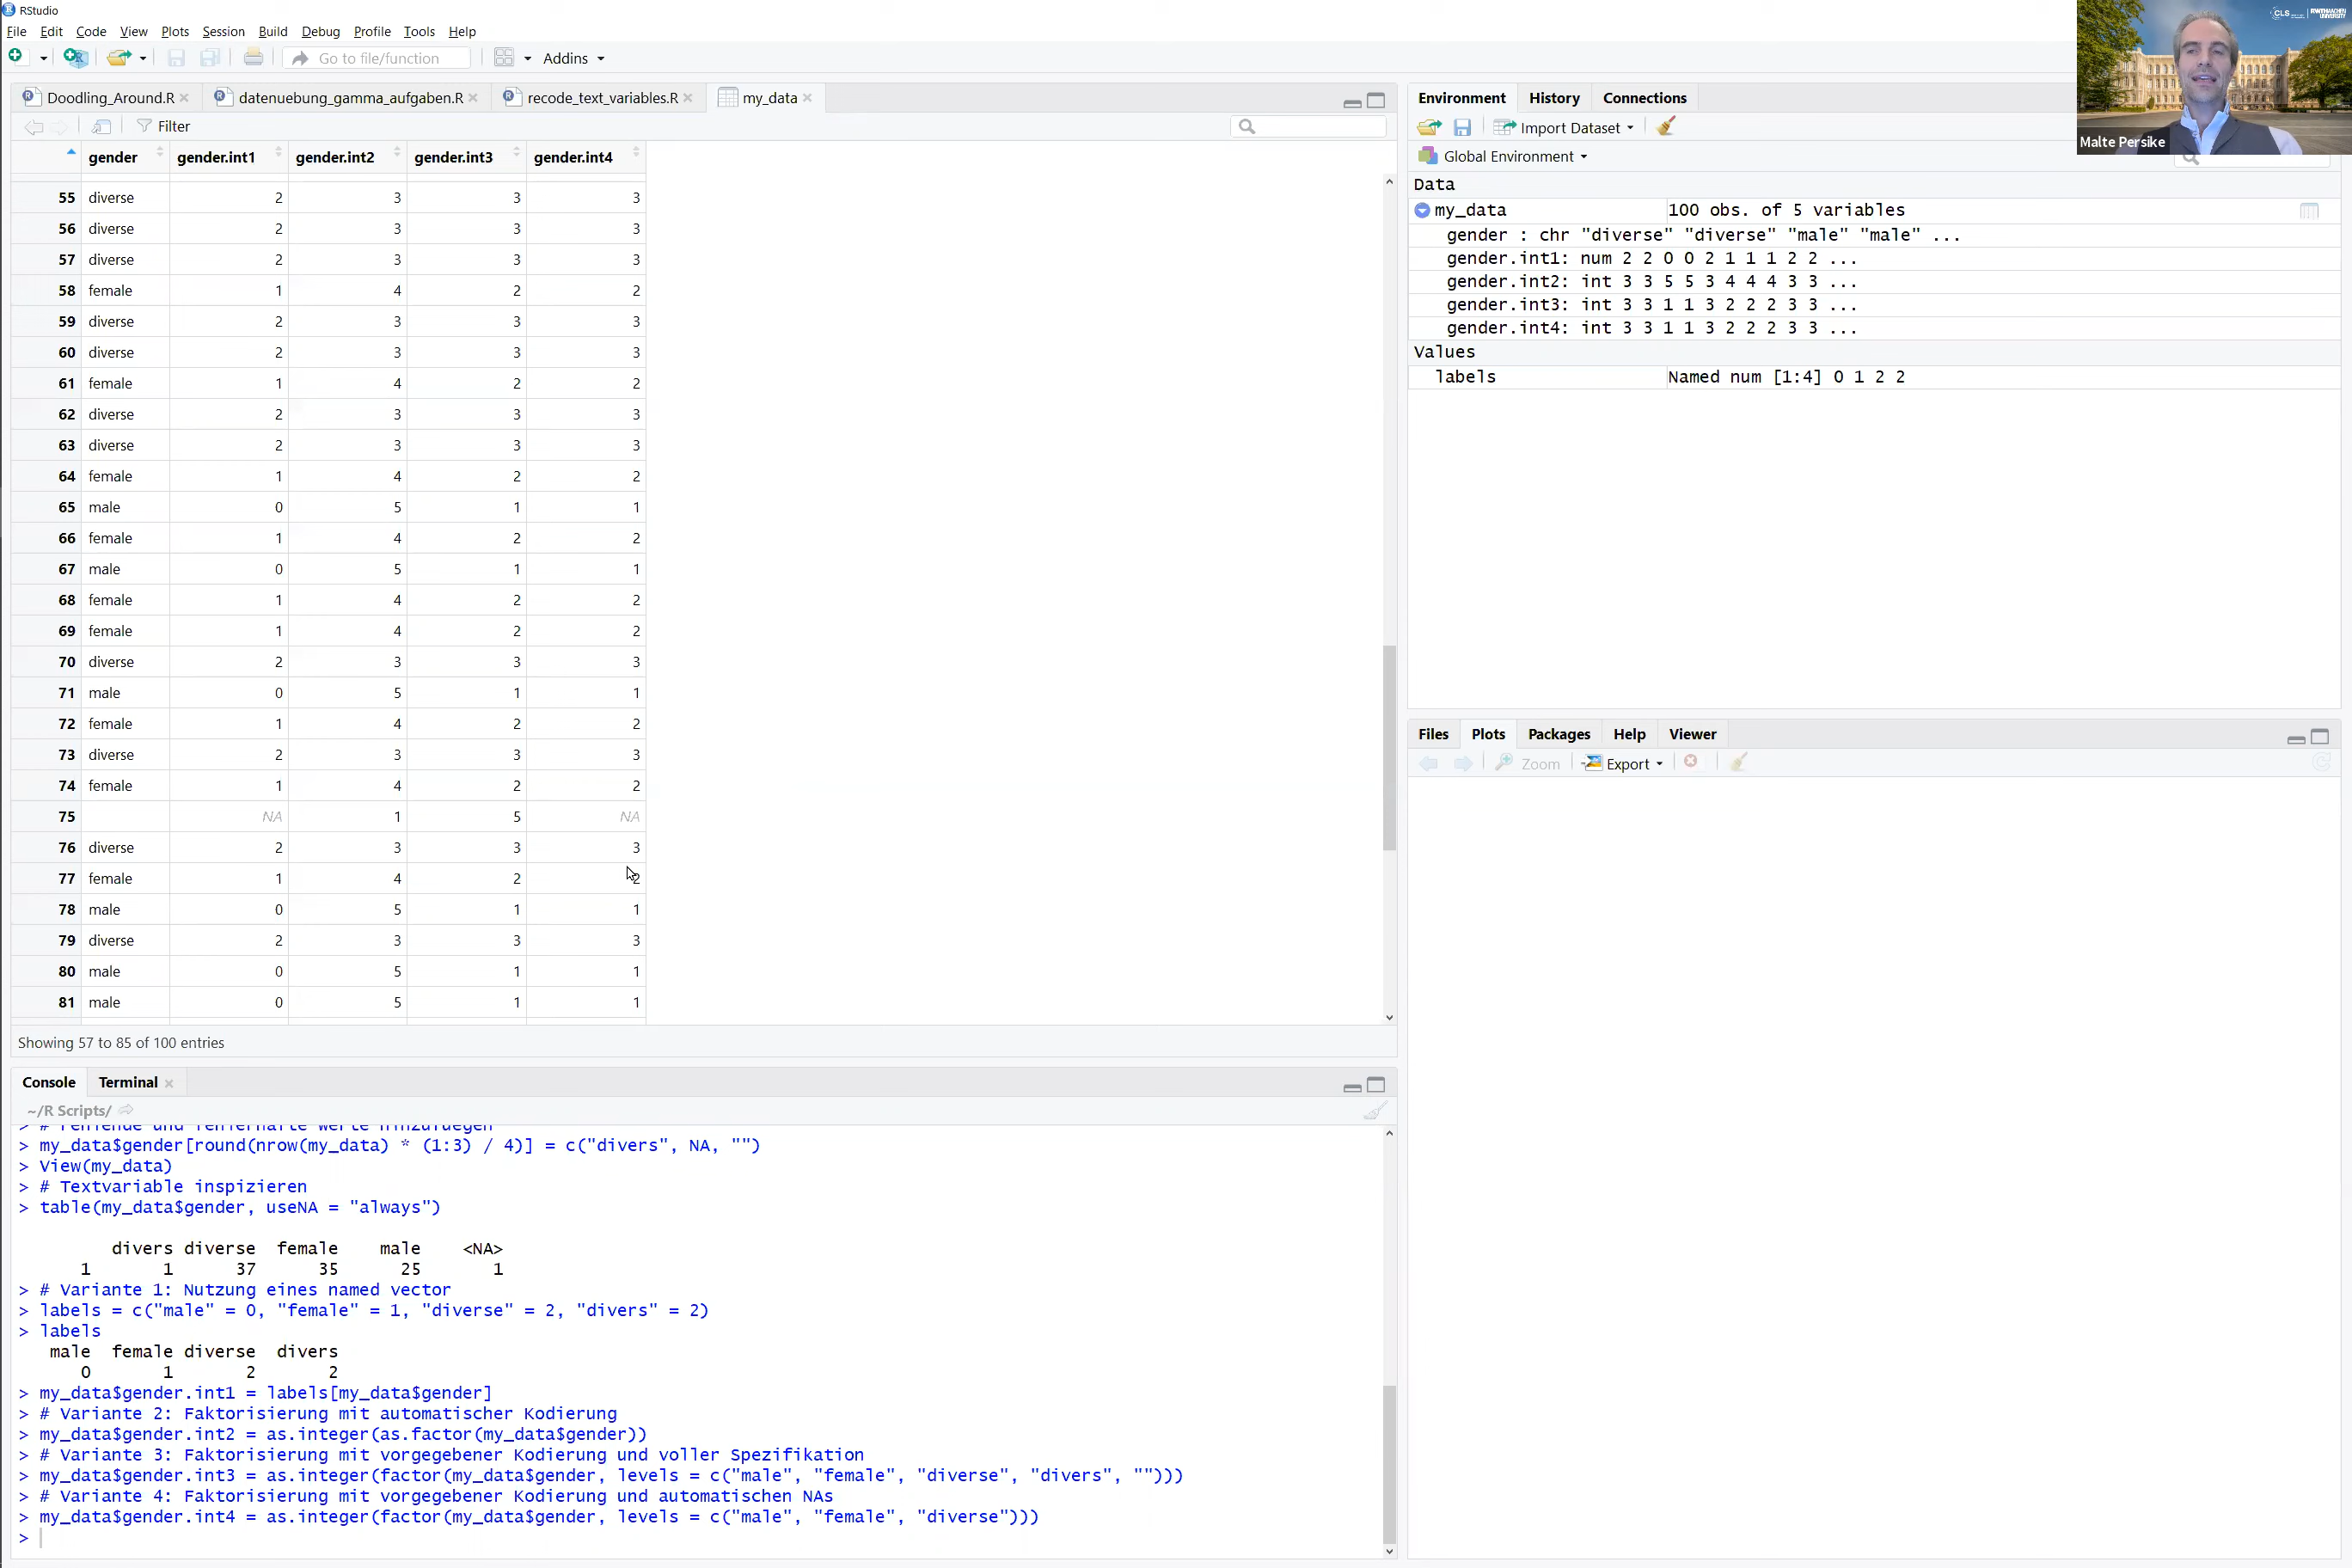 RStudio
File Edit Code View Plots Session Build Debug Profile Tools Help
Go to file/function Addins
Doodling_Around.R datenuebung_gamma_aufgaben.R recode_text_variables.R my_data
Filter
gender gender.int1 gender.int2 gender.int3 gender.int4
55 diverse 2 3 3 3
56 diverse 2 3 3 3
57 diverse 2 3 3 3
58 female 1 4 2 2
59 diverse 2 3 3 3
60 diverse 2 3 3 3
61 female 1 4 2 2
62 diverse 2 3 3 3
63 diverse 2 3 3 3
64 female 1 4 2 2
65 male 0 5 1 1
66 female 1 4 2 2
67 male 0 5 1 1
68 female 1 4 2 2
69 female 1 4 2 2
70 diverse 2 3 3 3
71 male 0 5 1 1
72 female 1 4 2 2
73 diverse 2 3 3 3
74 female 1 4 2 2
75 NA 1 5 NA
76 diverse 2 3 3 3
77 female 1 4 2 2
78 male 0 5 1 1
79 diverse 2 3 3 3
80 male 0 5 1 1
81 male 0 5 1 1
Showing 57 to 85 of 100 entries
Console Terminal
~/R Scripts/
> # Fehlende und fehlerhafte Werte hinzufuegen
> my_data$gender[round(nrow(my_data) * (1:3) / 4)] = c("divers", NA, "")
> View(my_data)
> # Textvariable inspizieren
> table(my_data$gender, useNA = "always")
divers diverse female male <NA>
1 1 37 35 25 1
> # Variante 1: Nutzung eines named vector
> labels = c("male" = 0, "female" = 1, "diverse" = 2, "divers" = 2)
> labels
male female diverse divers
0 1 2 2
> my_data$gender.int1 = labels[my_data$gender]
> # Variante 2: Faktorisierung mit automatischer Kodierung
> my_data$gender.int2 = as.integer(as.factor(my_data$gender))
> # Variante 3: Faktorisierung mit vorgegebener Kodierung und voller Spezifikation
> my_data$gender.int3 = as.integer(factor(my_data$gender, levels = c("male", "female", "diverse", "divers", "")))
> # Variante 4: Faktorisierung mit vorgegebener Kodierung und automatischen NAs
> my_data$gender.int4 = as.integer(factor(my_data$gender, levels = c("male", "female", "diverse")))
>
Environment History Connections
Import Dataset
Global Environment
Data
my_data 100 obs. of 5 variables
gender : chr "diverse" "diverse" "male" "male" ...
gender.int1: num 2 2 0 0 2 1 1 1 2 2 ...
gender.int2: int 3 3 5 5 3 4 4 4 3 3 ...
gender.int3: int 3 3 1 1 3 2 2 2 3 3 ...
gender.int4: int 3 3 1 1 3 2 2 2 3 3 ...
Values
labels Named num [1:4] 0 1 2 2
Files Plots Packages Help Viewer
Zoom Export
CLS
RWTH AACHEN
UNIVERSITY
Malte Persike